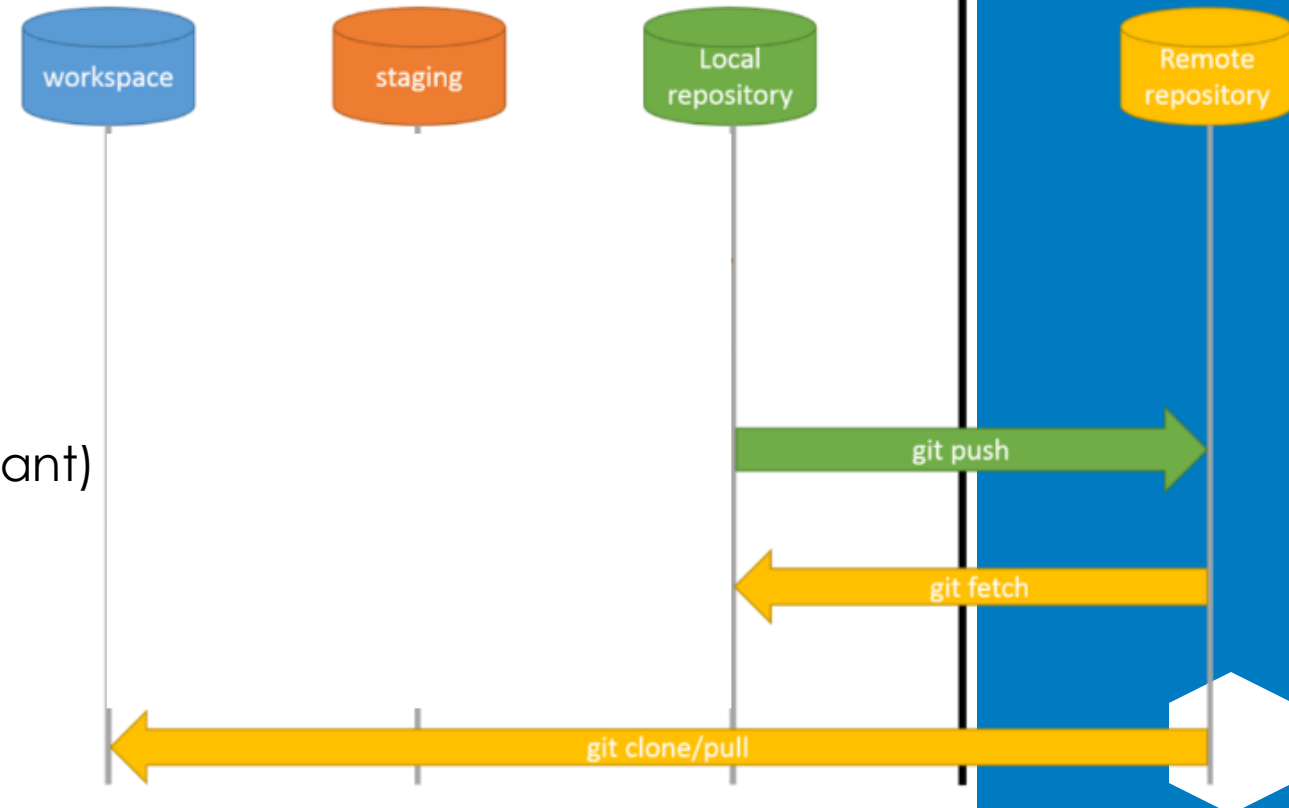 workspace
staging
Local
repository
Remote
repository
git push
ant)
git fetch
git clone/pull